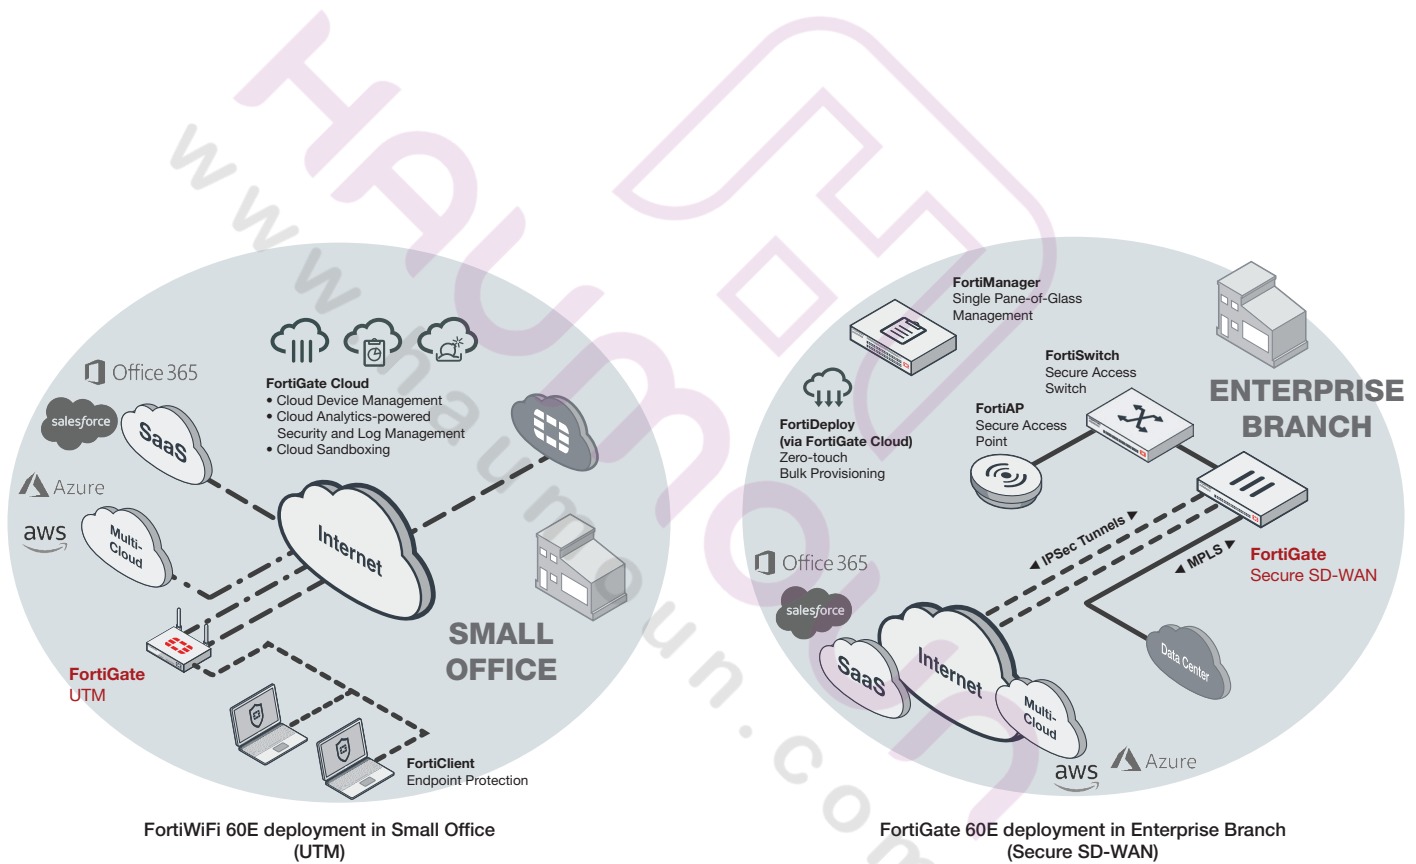 HAUMOUN
www.haumoun.com
Office 365
salesforce
SaaS
Azure
aws
Multi-
Cloud
FortiGate Cloud
• Cloud Device Management
• Cloud Analytics-powered
Security and Log Management
• Cloud Sandboxing
Internet
SMALL
OFFICE
FortiGate
UTM
FortiClient
Endpoint Protection
FortiWiFi 60E deployment in Small Office
(UTM)
FortiManager
Single Pane-of-Glass
Management
FortiSwitch
Secure Access
Switch
FortiAP
Secure Access
Point
FortiDeploy
(via FortiGate Cloud)
Zero-touch
Bulk Provisioning
ENTERPRISE
BRANCH
◄ IPSec Tunnels ►
◄ MPLS ►
FortiGate
Secure SD-WAN
Office 365
salesforce
SaaS
Internet
Multi-
Cloud
Data Center
aws
Azure
FortiGate 60E deployment in Enterprise Branch
(Secure SD-WAN)